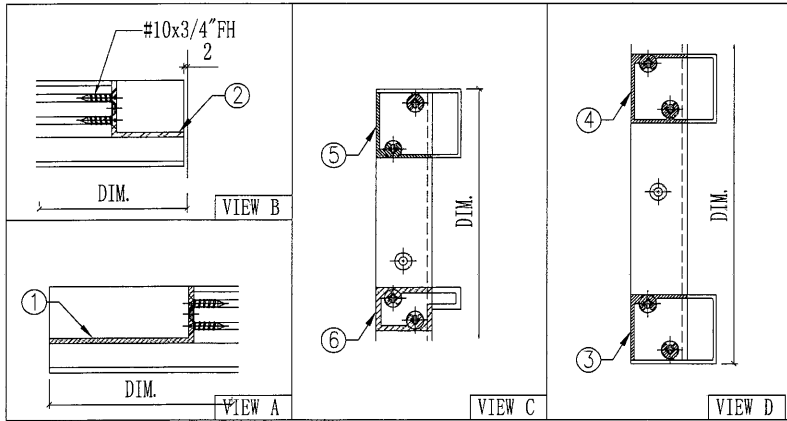 #10x3/4"FH
2
2
DIM.
VIEW B
1
DIM.
VIEW A
5
6
DIM.
VIEW C
4
3
DIM.
VIEW D